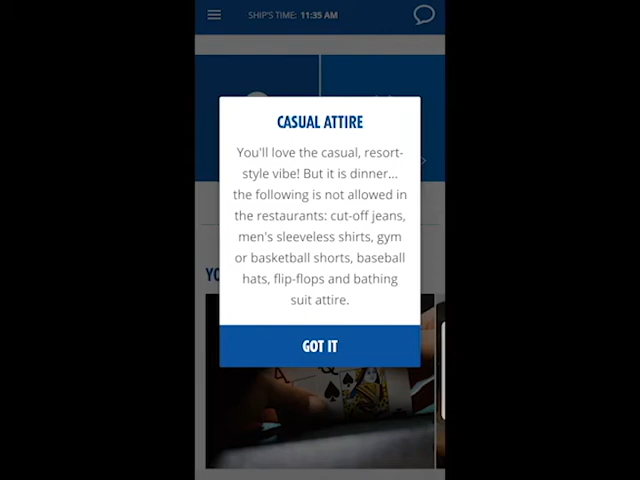 SHIP'S TIME: 11:35 AM
CASUAL ATTIRE
You'll love the casual, resort-
style vibe! But it is dinner...
the following is not allowed in
the restaurants: cut-off jeans,
men's sleeveless shirts, gym
or basketball shorts, baseball
hats, flip-flops and bathing
suit attire.
GOT IT
YO